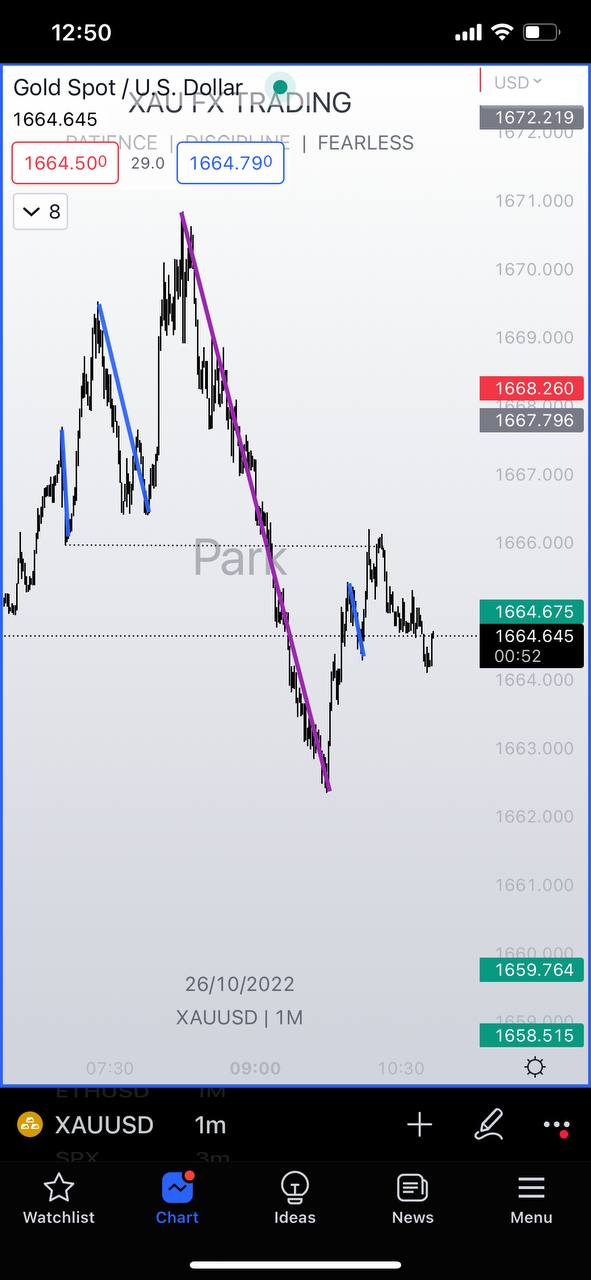 12:50
Gold Spot / U.S. Dollar
USD
XAU FX TRADING
1664.645
1672.219
1672.000
PATIENCE | DISCIPLINE | FEARLESS
1664.500
29.0
1664.790
8
1671.000
1670.000
1669.000
1668.260
1668.000
1667.796
1667.000
1666.000
Park
1664.675
1664.645
00:52
1664.000
1663.000
1662.000
1661.000
1660.000
1659.764
26/10/2022
XAUUSD | 1M
1659.000
1658.515
07:30 09:00 10:30
ETHUSD 1M
XAUUSD 1m
SPX 3m
Watchlist Chart Ideas News Menu